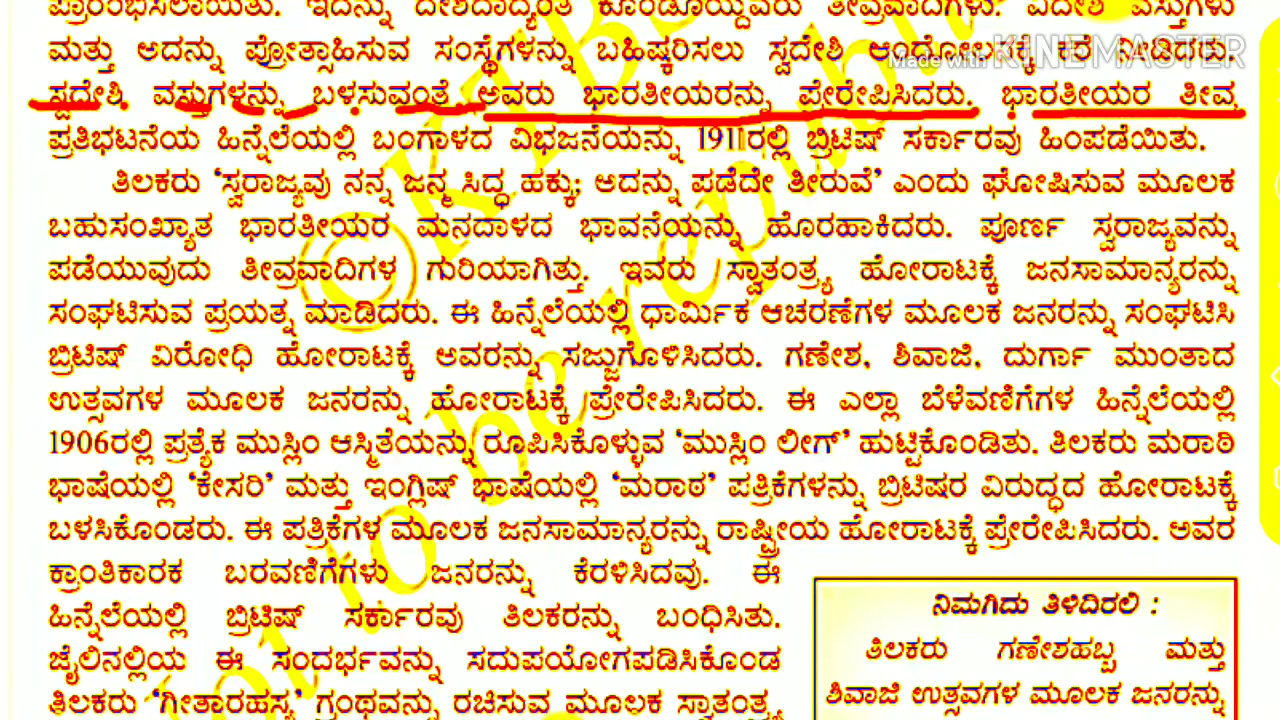 ಪ್ರಾರಂಭಿಸಲಾಯಿತು. ಇದನ್ನು ದೇಶದಾದ್ಯಂತ ಕೊಂಡೊಯ್ದವರು ತೀವ್ರವಾದಿಗಳು. ವಿದೇಶಿ ವಸ್ತುಗಳು
ಮತ್ತು ಅದನ್ನು ಪ್ರೋತ್ಸಾಹಿಸುವ ಸಂಸ್ಥೆಗಳನ್ನು ಬಹಿಷ್ಕರಿಸಲು ಸ್ವದೇಶಿ ಆಂದೋಲನಕ್ಕೆ ಕರೆ ನೀಡಿದರು.
Made with KINEMASTER
ಸ್ವದೇಶಿ ವಸ್ತುಗಳನ್ನು ಬಳಸುವಂತೆ ಅವರು ಭಾರತೀಯರನ್ನು ಪ್ರೇರೇಪಿಸಿದರು. ಭಾರತೀಯರ ತೀವ್ರ
ಪ್ರತಿಭಟನೆಯ ಹಿನ್ನೆಲೆಯಲ್ಲಿ ಬಂಗಾಳದ ವಿಭಜನೆಯನ್ನು 1911ರಲ್ಲಿ ಬ್ರಿಟಿಷ್ ಸರ್ಕಾರವು ಹಿಂಪಡೆಯಿತು.
ತಿಲಕರು ‘ಸ್ವರಾಜ್ಯವು ನನ್ನ ಜನ್ಮ ಸಿದ್ಧ ಹಕ್ಕು; ಅದನ್ನು ಪಡೆದೇ ತೀರುವೆ’ ಎಂದು ಘೋಷಿಸುವ ಮೂಲಕ
ಬಹುಸಂಖ್ಯಾತ ಭಾರತೀಯರ ಮನದಾಳದ ಭಾವನೆಯನ್ನು ಹೊರಹಾಕಿದರು. ಪೂರ್ಣ ಸ್ವರಾಜ್ಯವನ್ನು
ಪಡೆಯುವುದು ತೀವ್ರವಾದಿಗಳ ಗುರಿಯಾಗಿತ್ತು. ಇವರು ಸ್ವಾತಂತ್ರ್ಯ ಹೋರಾಟಕ್ಕೆ ಜನಸಾಮಾನ್ಯರನ್ನು
ಸಂಘಟಿಸುವ ಪ್ರಯತ್ನ ಮಾಡಿದರು. ಈ ಹಿನ್ನೆಲೆಯಲ್ಲಿ ಧಾರ್ಮಿಕ ಆಚರಣೆಗಳ ಮೂಲಕ ಜನರನ್ನು ಸಂಘಟಿಸಿ
ಬ್ರಿಟಿಷ್ ವಿರೋಧಿ ಹೋರಾಟಕ್ಕೆ ಅವರನ್ನು ಸಜ್ಜುಗೊಳಿಸಿದರು. ಗಣೇಶ, ಶಿವಾಜಿ, ದುರ್ಗಾ ಮುಂತಾದ
ಉತ್ಸವಗಳ ಮೂಲಕ ಜನರನ್ನು ಹೋರಾಟಕ್ಕೆ ಪ್ರೇರೇಪಿಸಿದರು. ಈ ಎಲ್ಲಾ ಬೆಳೆವಣಿಗೆಗಳ ಹಿನ್ನೆಲೆಯಲ್ಲಿ
1906ರಲ್ಲಿ ಪ್ರತ್ಯೇಕ ಮುಸ್ಲಿಂ ಆಸ್ಮಿತೆಯನ್ನು ರೂಪಿಸಿಕೊಳ್ಳುವ ‘ಮುಸ್ಲಿಂ ಲೀಗ್’ ಹುಟ್ಟಿಕೊಂಡಿತು. ತಿಲಕರು ಮರಾಠಿ
ಭಾಷೆಯಲ್ಲಿ ‘ಕೇಸರಿ’ ಮತ್ತು ಇಂಗ್ಲಿಷ್ ಭಾಷೆಯಲ್ಲಿ ‘ಮರಾಠ’ ಪತ್ರಿಕೆಗಳನ್ನು ಬ್ರಿಟಿಷರ ವಿರುದ್ಧದ ಹೋರಾಟಕ್ಕೆ
ಬಳಸಿಕೊಂಡರು. ಈ ಪತ್ರಿಕೆಗಳ ಮೂಲಕ ಜನಸಾಮಾನ್ಯರನ್ನು ರಾಷ್ಟ್ರೀಯ ಹೋರಾಟಕ್ಕೆ ಪ್ರೇರೇಪಿಸಿದರು. ಅವರ
ಕ್ರಾಂತಿಕಾರಕ ಬರವಣಿಗೆಗಳು ಜನರನ್ನು ಕೆರಳಿಸಿದವು. ಈ
ಹಿನ್ನೆಲೆಯಲ್ಲಿ ಬ್ರಿಟಿಷ್ ಸರ್ಕಾರವು ತಿಲಕರನ್ನು ಬಂಧಿಸಿತು.
ಜೈಲಿನಲ್ಲಿಯ ಈ ಸಂದರ್ಭವನ್ನು ಸದುಪಯೋಗಪಡಿಸಿಕೊಂಡ
ತಿಲಕರು ‘ಗೀತಾರಹಸ್ಯ’ ಗ್ರಂಥವನ್ನು ರಚಿಸುವ ಮೂಲಕ ಸ್ವಾತಂತ್ರ್ಯ
ನಿಮಗಿದು ತಿಳಿದಿರಲಿ :
ತಿಲಕರು ಗಣೇಶಹಬ್ಬ ಮತ್ತು
ಶಿವಾಜಿ ಉತ್ಸವಗಳ ಮೂಲಕ ಜನರನ್ನು